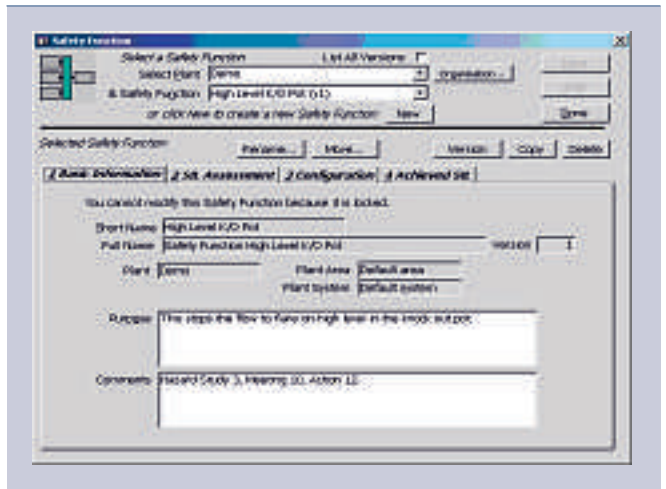 Safety Function
Select a Safety Function List All Versions
Select Plant Demo Organisation...
& Safety Function High Level K/O Pot (v1)
or click New to create a new Safety Function New Done
Selected Safety Function Rename... More... Version Copy Delete
1 Basic Information 2 SIL Assessment 3 Configuration 4 Achieved SIL
You cannot modify this Safety Function because it is locked.
Short Name High Level K/O Pot
Full Name Safety Function High Level K/O Pot Version 1
Plant Demo Plant Area Default area
Plant System Default system
Purpose This stops the flow to flare on high level in the knock out pot.
Comments Hazard Study 3, Meeting 10, Action 12.